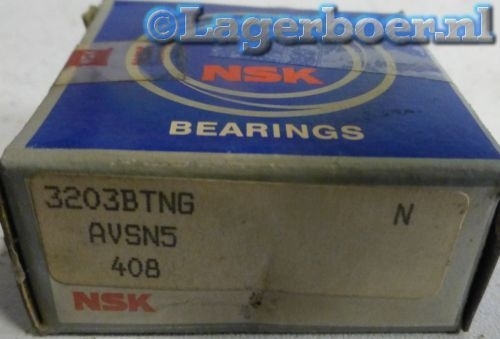 ©Lagerboer.nl
NSK
BEARINGS
3203BTNG N
AVSN5
408
NSK